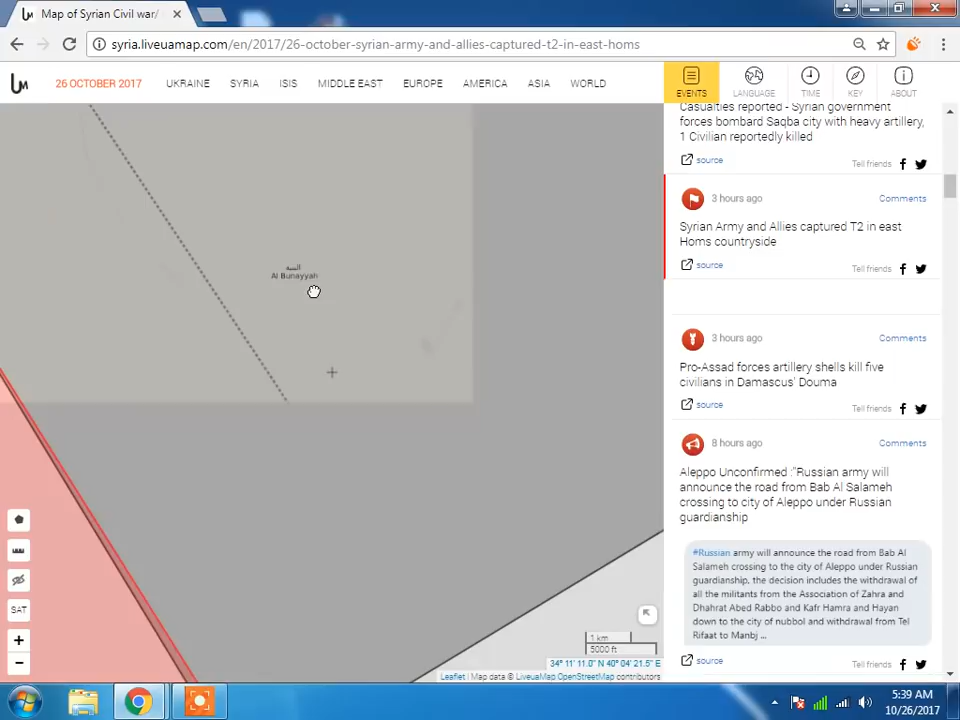 Map of Syrian Civil war/
syria.liveuamap.com/en/2017/26-october-syrian-army-and-allies-captured-t2-in-east-homs
26 OCTOBER 2017
UKRAINE
SYRIA
ISIS
MIDDLE EAST
EUROPE
AMERICA
ASIA
WORLD
EVENTS
LANGUAGE
TIME
KEY
ABOUT
Al Bunayyah
SAT
+
−
1 km
5000 ft
34° 11' 11.0" N 40° 04' 21.5" E
Leaflet | Map data © LiveuaMap OpenStreetMap contributors
Casualties reported - Syrian government
forces bombard Saqba city with heavy artillery,
1 Civilian reportedly killed
source
Tell friends
3 hours ago
Comments
Syrian Army and Allies captured T2 in east
Homs countryside
source
Tell friends
3 hours ago
Comments
Pro-Assad forces artillery shells kill five
civilians in Damascus' Douma
source
Tell friends
8 hours ago
Comments
Aleppo Unconfirmed :"Russian army will
announce the road from Bab Al Salameh
crossing to city of Aleppo under Russian
guardianship
#Russian army will announce the road from Bab Al
Salameh crossing to the city of Aleppo under Russian
guardianship, the decision includes the withdrawal of
all the militants from the Association of Zahra and
Dhahrat Abed Rabbo and Kafr Hamra and Hayan
down to the city of nubbol and withdrawal from Tel
Rifaat to Manbj ...
source
Tell friends
5:39 AM
10/26/2017